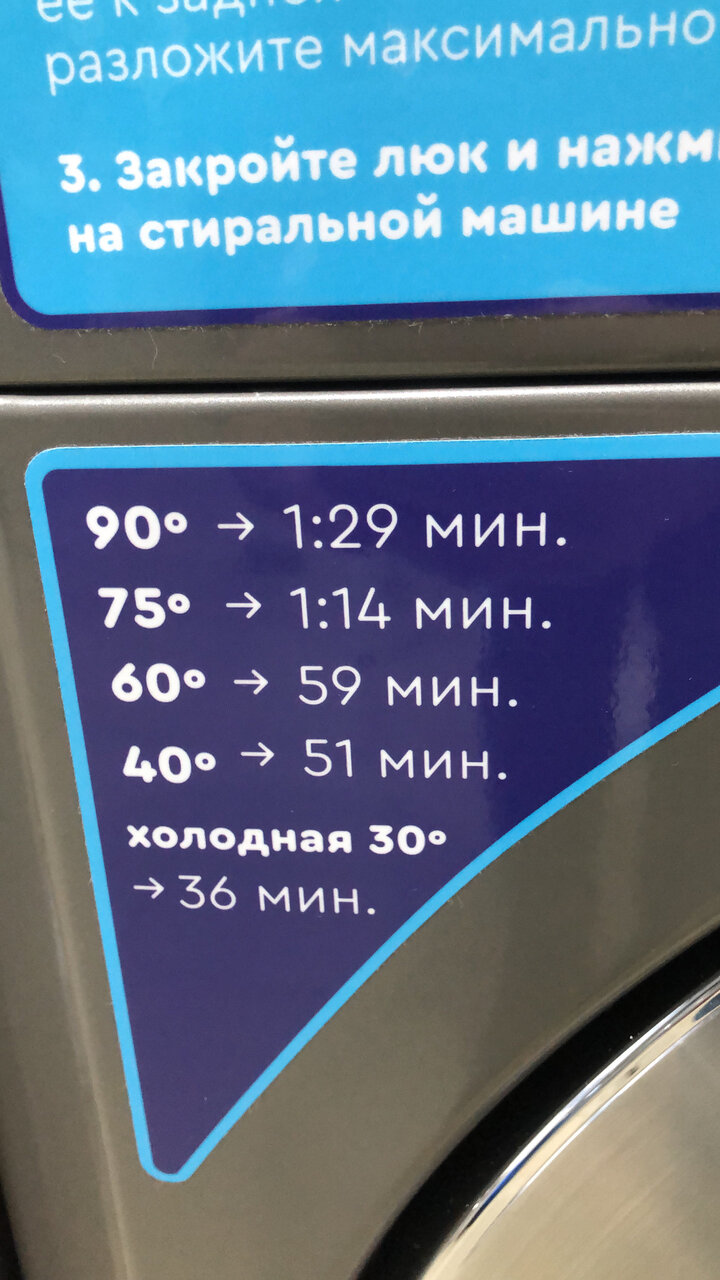 ее к
разложите максимально
3. Закройте люк и
на стиральной машине
90° → 1:29 мин.
75° → 1:14 мин.
60° → 59 мин.
40° → 51 мин.
холодная 30°
→ 36 мин.